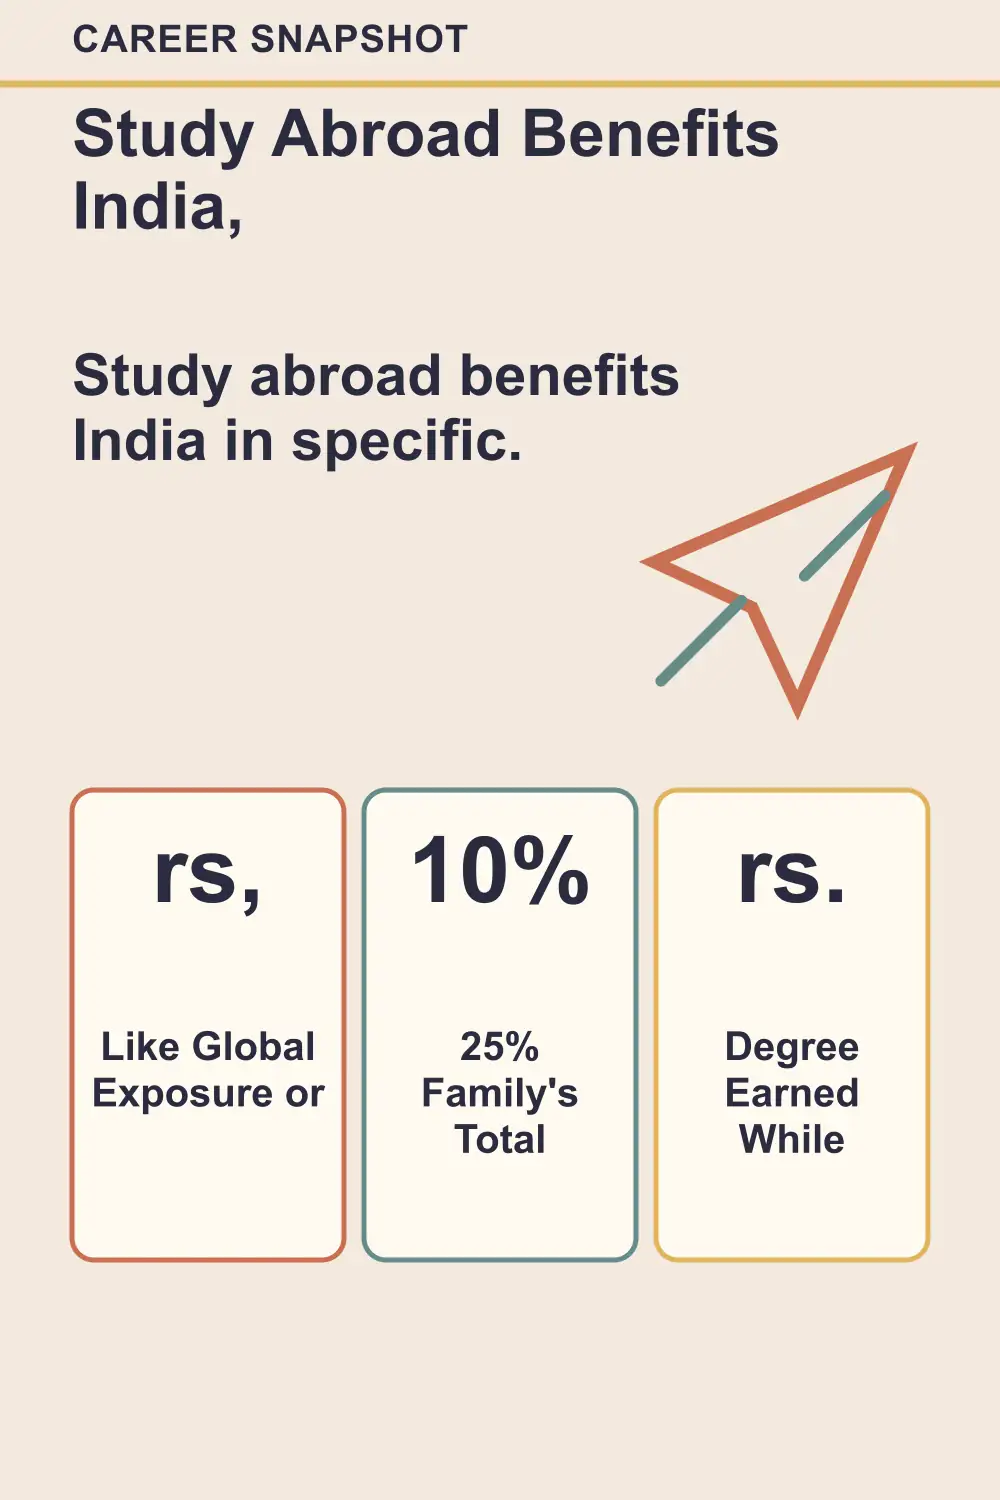 CAREER SNAPSHOT
Study Abroad Benefits
India,
Study abroad benefits
India in specific.
rs,
Like Global
Exposure or
10%
25%
Family's
Total
rs.
Degree
Earned
While